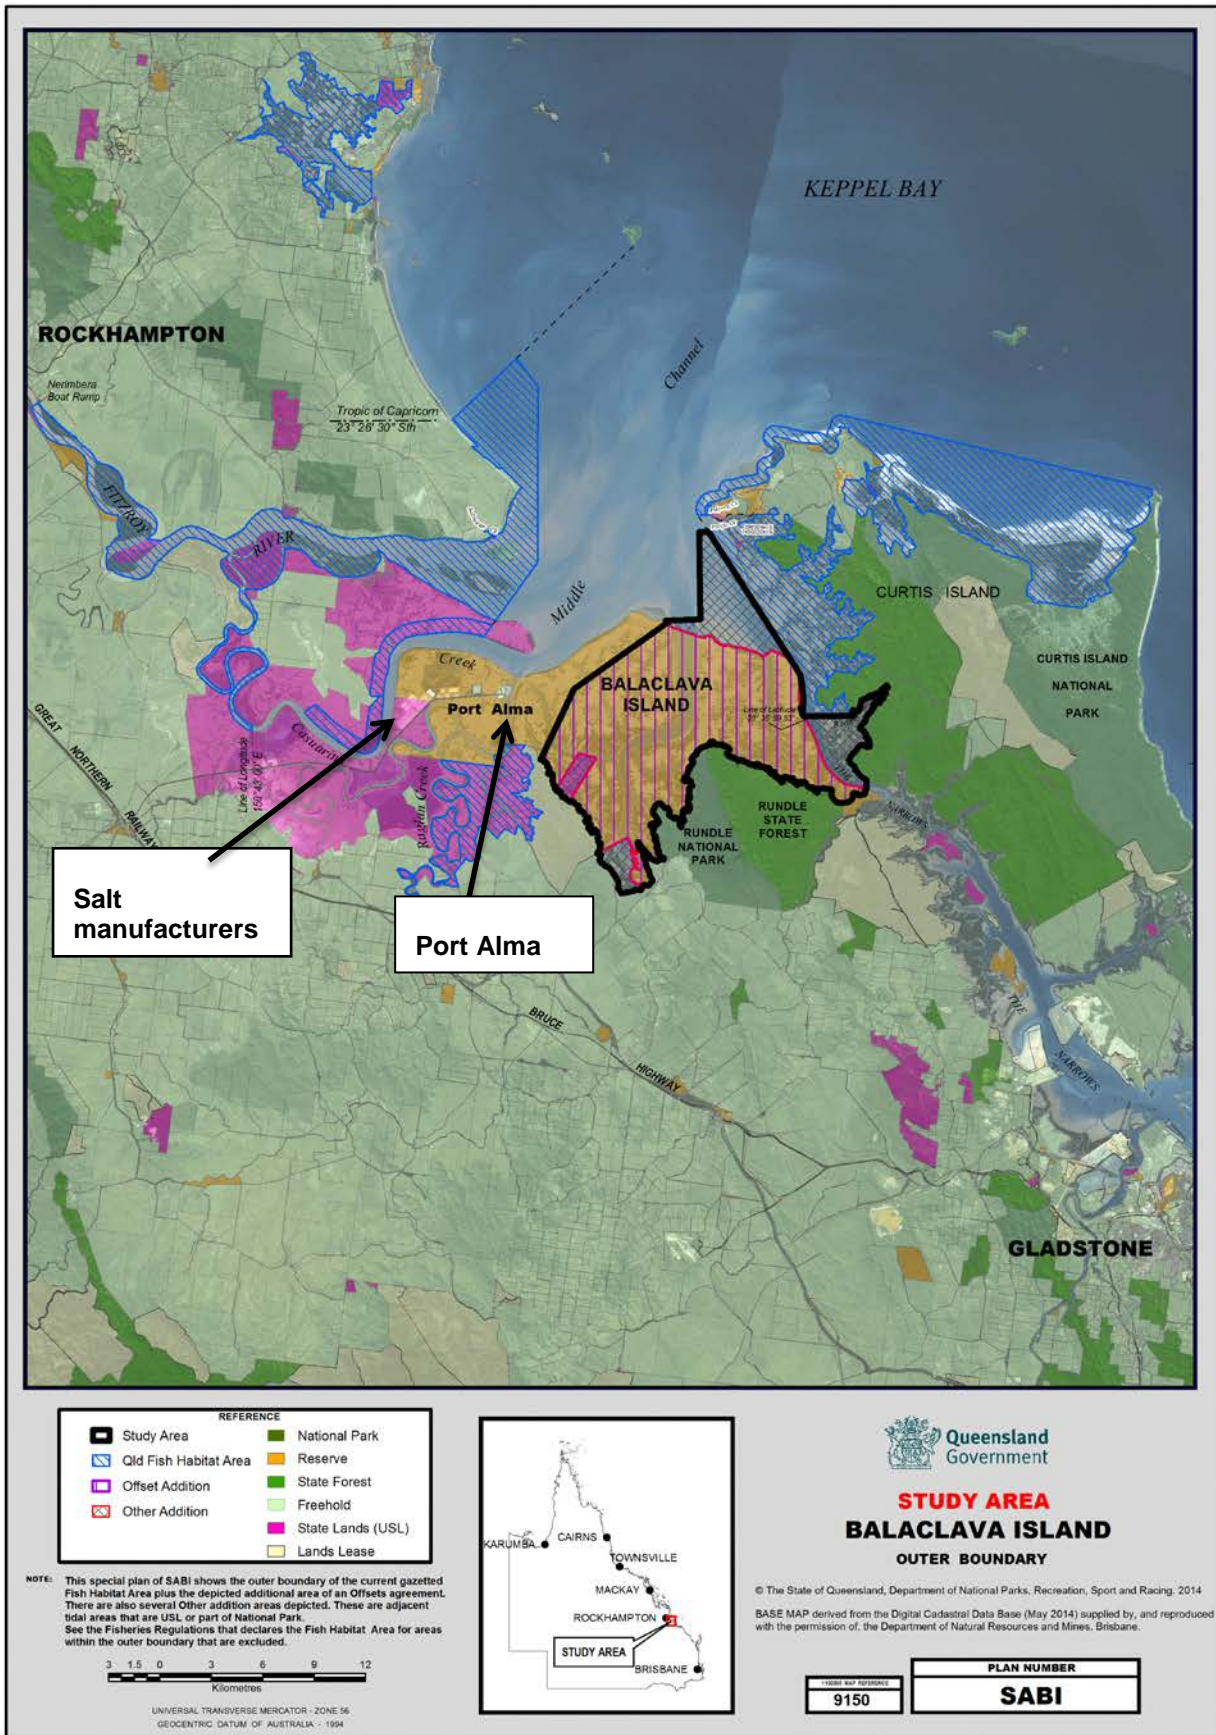 KEPPEL BAY
ROCKHAMPTON
Channel
Nerimbera
Boat Ramp
Tropic of Capricorn
23° 26' 30" Sth
FITZROY
RIVER
Middle
CURTIS ISLAND
CURTIS ISLAND
NATIONAL
PARK
Creek
BALACLAVA
ISLAND
Port Alma
GREAT
NORTHERN
RAILWAY
Casuarina
Raglan Creek
RUNDLE
STATE
FOREST
RUNDLE
NATIONAL
PARK
THE
NARROWS
Salt
manufacturers
Port Alma
BRUCE
HIGHWAY
THE
NARROWS
GLADSTONE
REFERENCE
Study Area
Qld Fish Habitat Area
Offset Addition
Other Addition
National Park
Reserve
State Forest
Freehold
State Lands (USL)
Lands Lease
NOTE: This special plan of SABI shows the outer boundary of the current gazetted
Fish Habitat Area plus the depicted additional area of an Offsets agreement.
There are also several Other addition areas depicted. These are adjacent
tidal areas that are USL or part of National Park.
See the Fisheries Regulations that declares the Fish Habitat Area for areas
within the outer boundary that are excluded.
3 1.5 0 3 6 9 12
Kilometres
UNIVERSAL TRANSVERSE MERCATOR - ZONE 56
GEOCENTRIC DATUM OF AUSTRALIA - 1994
KARUMBA
CAIRNS
TOWNSVILLE
MACKAY
ROCKHAMPTON
STUDY AREA
BRISBANE
Queensland
Government
STUDY AREA
BALACLAVA ISLAND
OUTER BOUNDARY
© The State of Queensland, Department of National Parks, Recreation, Sport and Racing. 2014
BASE MAP derived from the Digital Cadastral Data Base (May 2014) supplied by, and reproduced
with the permission of, the Department of Natural Resources and Mines, Brisbane.
9150
PLAN NUMBER
SABI